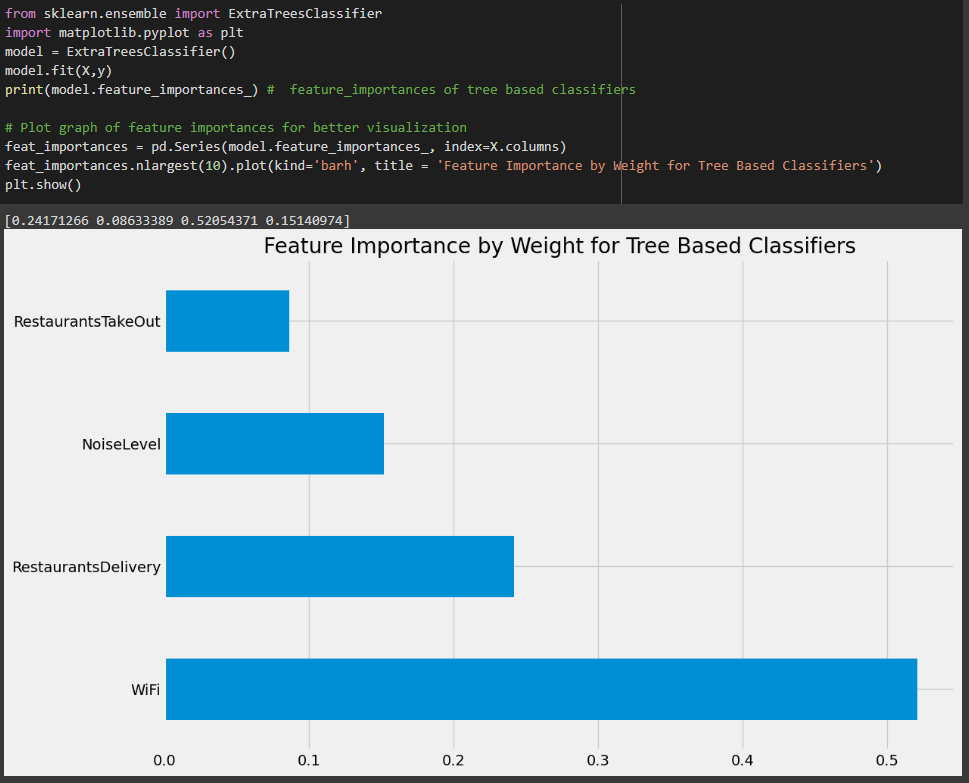 from sklearn.ensemble import ExtraTreesClassifier
import matplotlib.pyplot as plt
model = ExtraTreesClassifier()
model.fit(X,y)
print(model.feature_importances_) #  feature_importances of tree based classifiers
# Plot graph of feature importances for better visualization
feat_importances = pd.Series(model.feature_importances_, index=X.columns)
feat_importances.nlargest(10).plot(kind='barh', title = 'Feature Importance by Weight for Tree Based Classifiers')
plt.show()
[0.24171266 0.08633389 0.52054371 0.15140974]
Feature Importance by Weight for Tree Based Classifiers
RestaurantsTakeOut
NoiseLevel
RestaurantsDelivery
WiFi
0.0 0.1 0.2 0.3 0.4 0.5